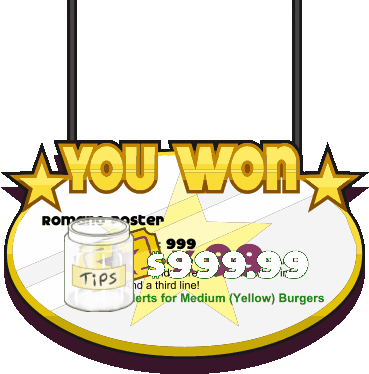 YOU WON
Romano Poster
999
$999.99
nd a third line!
erts for Medium (Yellow) Burgers
TIPS